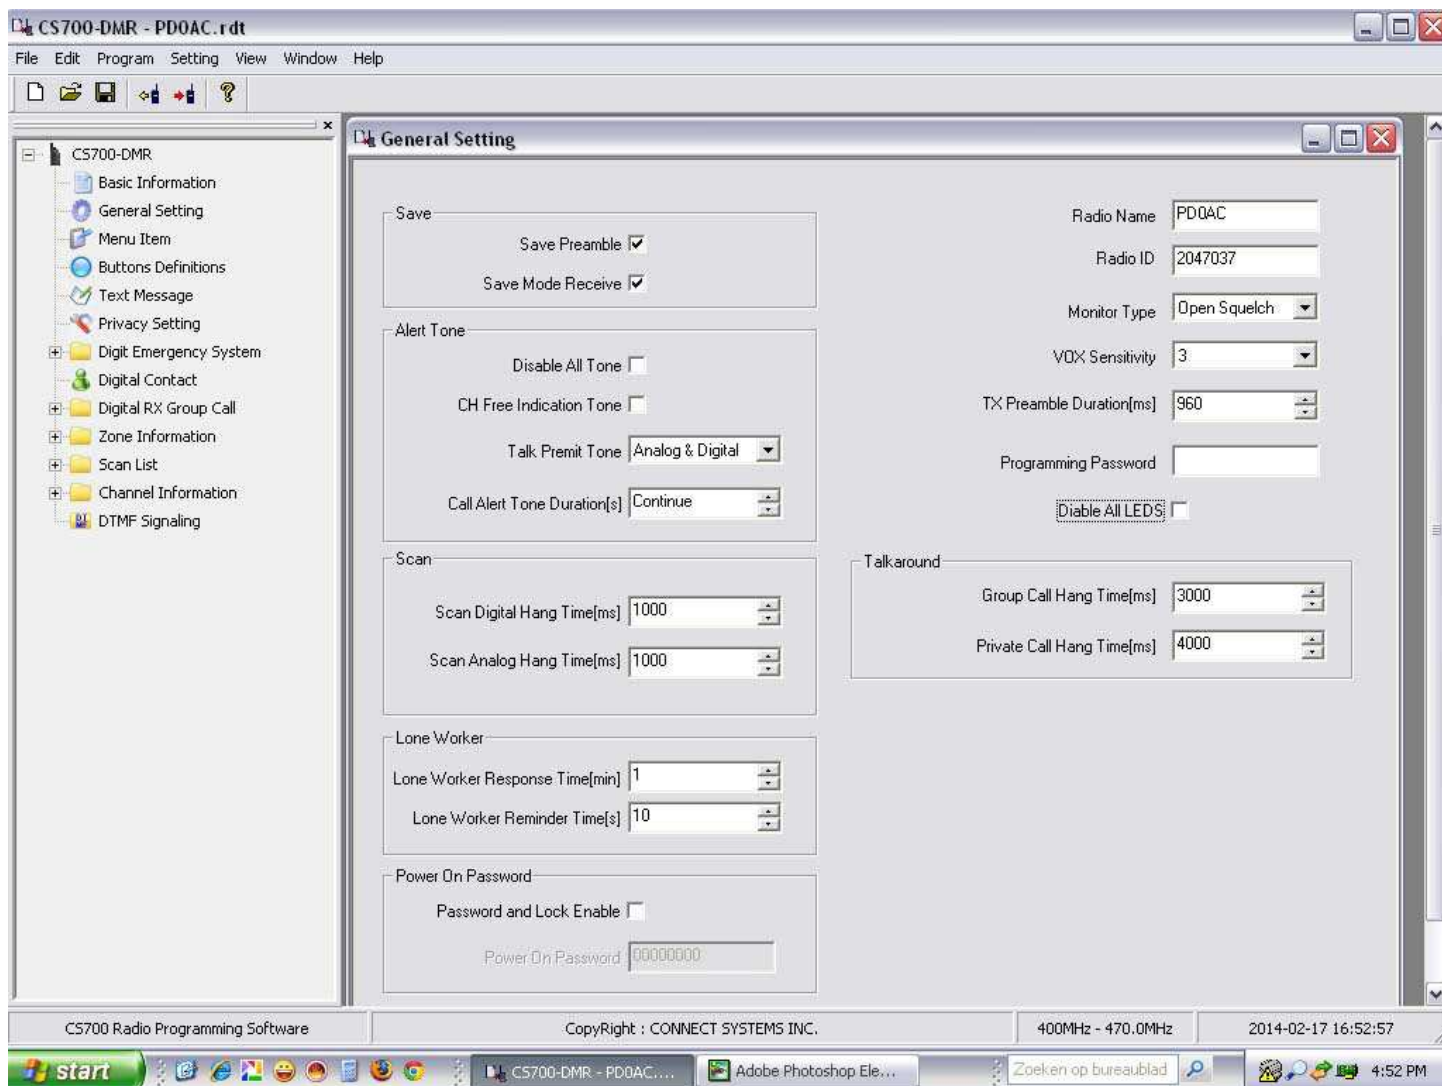 CS700-DMR - PD0AC.rdt
File Edit Program Setting View Window Help
CS700-DMR
Basic Information
General Setting
Menu Item
Buttons Definitions
Text Message
Privacy Setting
Digit Emergency System
Digital Contact
Digital RX Group Call
Zone Information
Scan List
Channel Information
DTMF Signaling
General Setting
Save
Save Preamble
Save Mode Receive
Alert Tone
Disable All Tone
CH Free Indication Tone
Talk Premit Tone Analog & Digital
Call Alert Tone Duration[s] Continue
Scan
Scan Digital Hang Time[ms] 1000
Scan Analog Hang Time[ms] 1000
Lone Worker
Lone Worker Response Time[min] 1
Lone Worker Reminder Time[s] 10
Power On Password
Password and Lock Enable
Power On Password 00000000
Radio Name PD0AC
Radio ID 2047037
Monitor Type Open Squelch
VOX Sensitivity 3
TX Preamble Duration[ms] 960
Programming Password
Diable All LEDS
Talkaround
Group Call Hang Time[ms] 3000
Private Call Hang Time[ms] 4000
CS700 Radio Programming Software
CopyRight : CONNECT SYSTEMS INC.
400MHz - 470.0MHz
2014-02-17 16:52:57
start
CS700-DMR - PD0AC....
Adobe Photoshop Ele...
Zoeken op bureaublad
4:52 PM